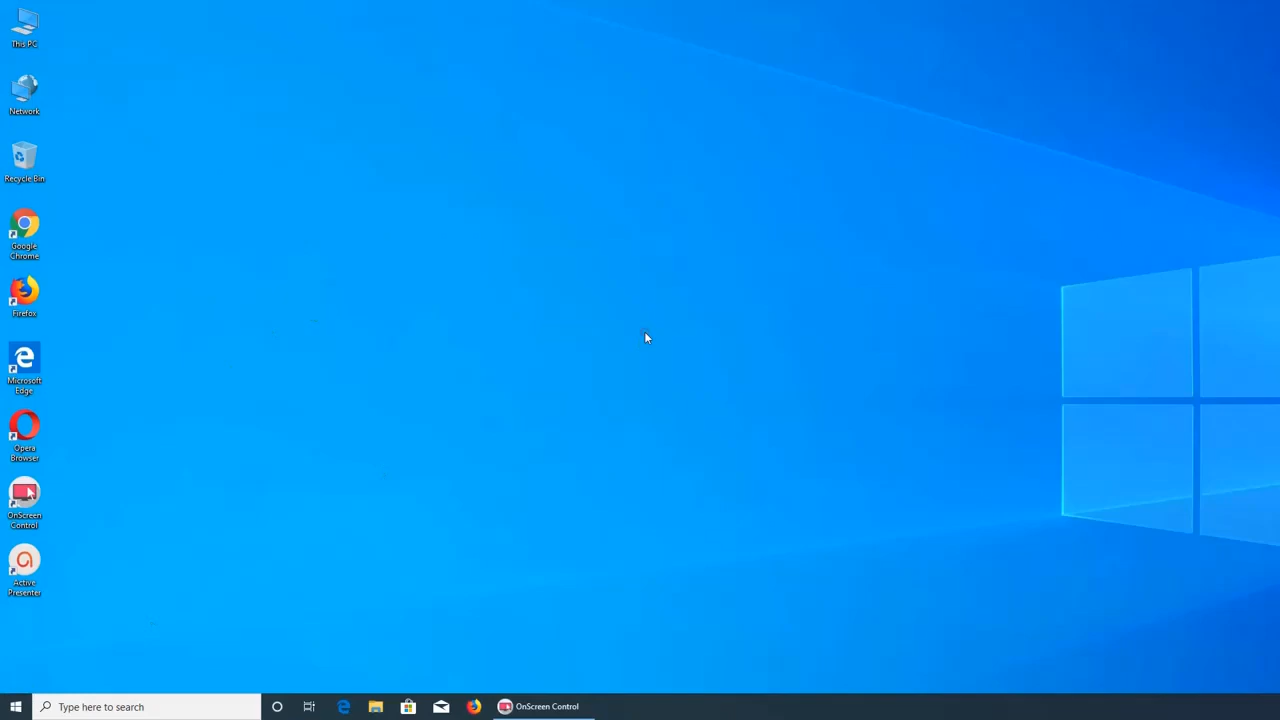 This PC
Network
Recycle Bin
Google
Chrome
Firefox
Microsoft
Edge
Opera
Browser
OnScreen
Control
Active
Presenter
Type here to search
OnScreen Control